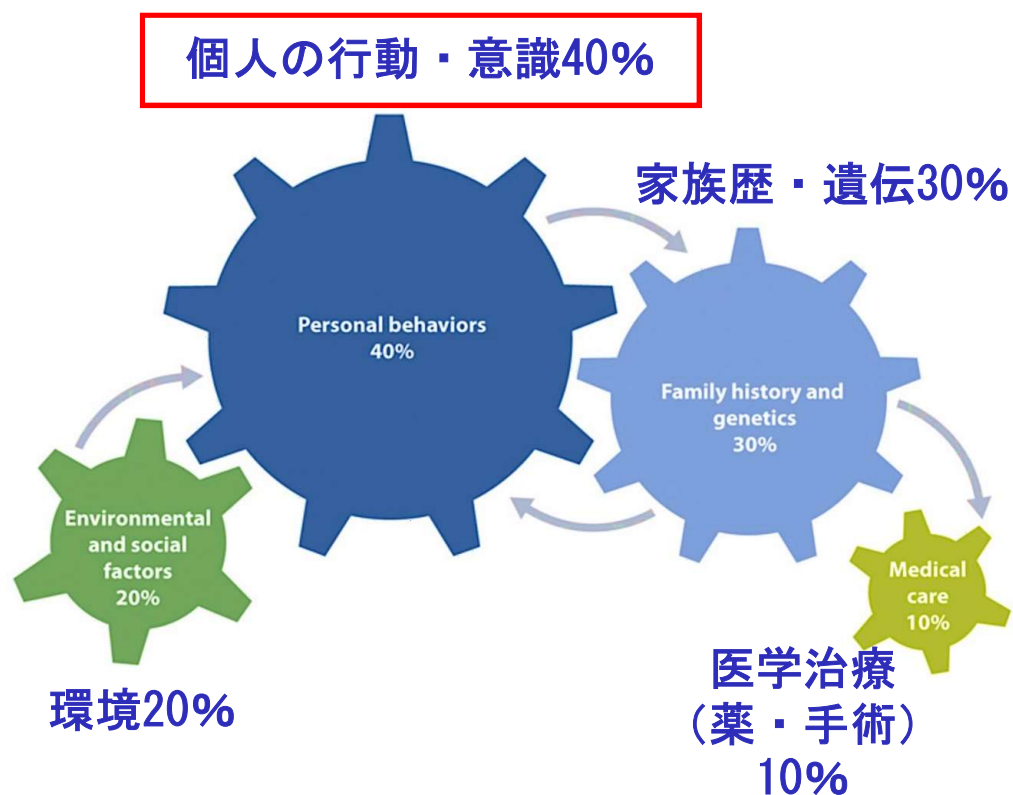 個人の行動・意識40%
家族歴・遺伝30%
Personal behaviors
40%
Family history and
genetics
30%
Environmental
and social
factors
20%
Medical
care
10%
環境20%
医学治療
（薬・手術）
10%